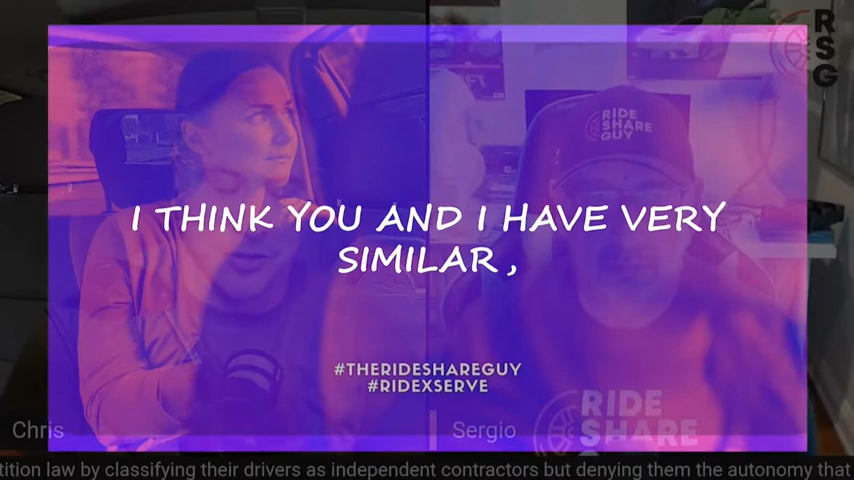 RSG
RIDE
SHARE
GUY
I THINK YOU AND I HAVE VERY
SIMILAR,
#THERIDESHAREGUY
#RIDEXSERVE
Chris
Sergio
RIDE
SHARE
tition law by classifying their drivers as independent contractors but denying them the autonomy that